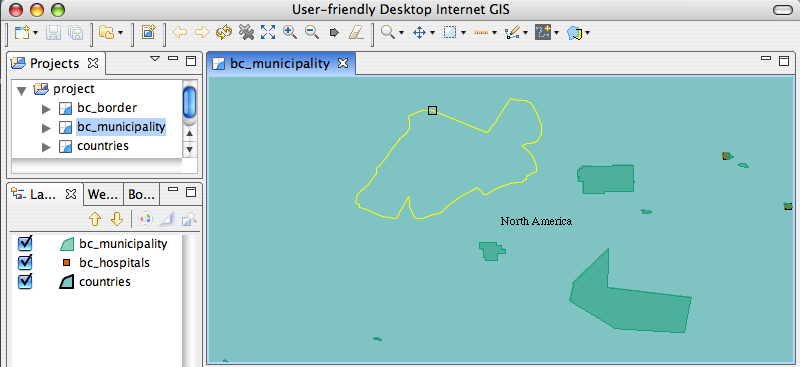 User-friendly Desktop Internet GIS
Projects
project
bc_border
bc_municipality
countries
La...
We...
Bo...
bc_municipality
bc_hospitals
countries
bc_municipality
North America